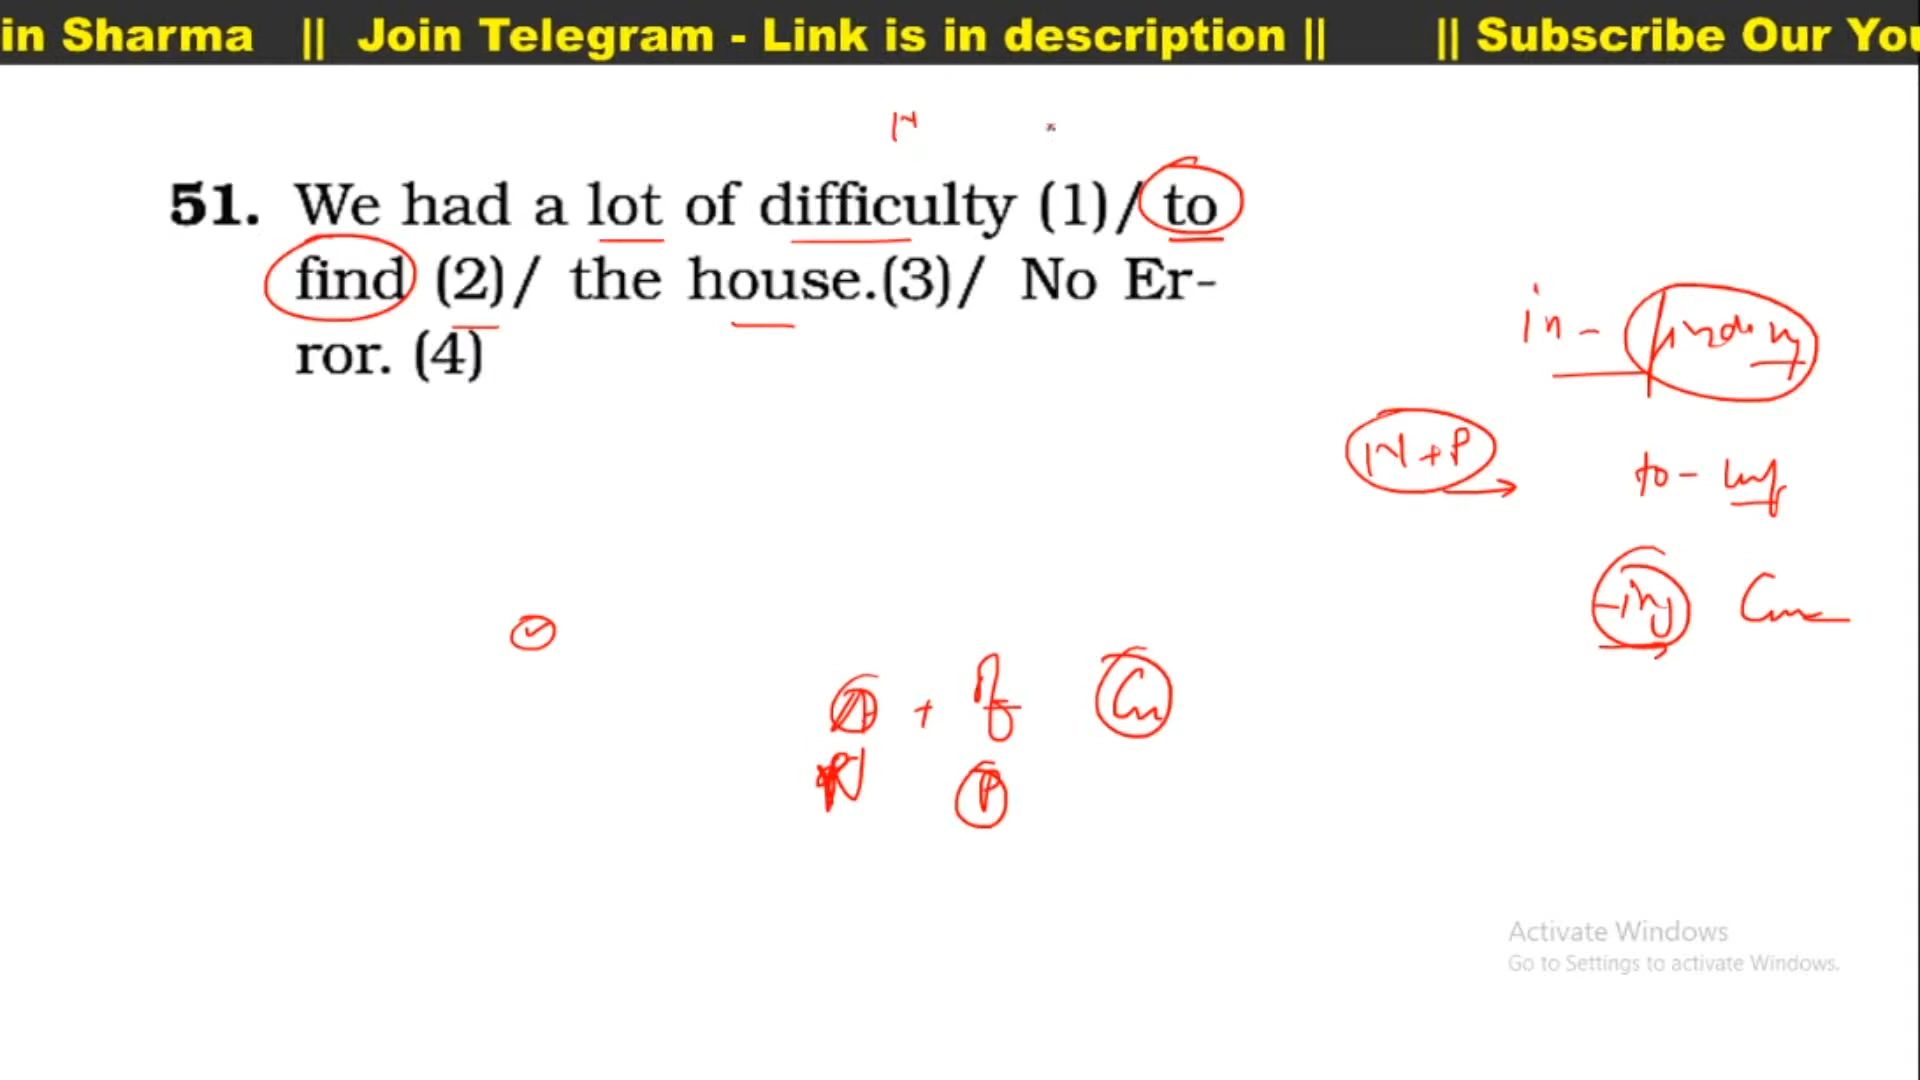 in Sharma || Join Telegram - Link is in description || || Subscribe Our You
N
51. We had a lot of difficulty (1)/ to
find (2)/ the house.(3)/ No Er-
ror. (4)
in - finding
N + P
to - inf
-ing
+
N P
Activate Windows
Go to Settings to activate Windows.